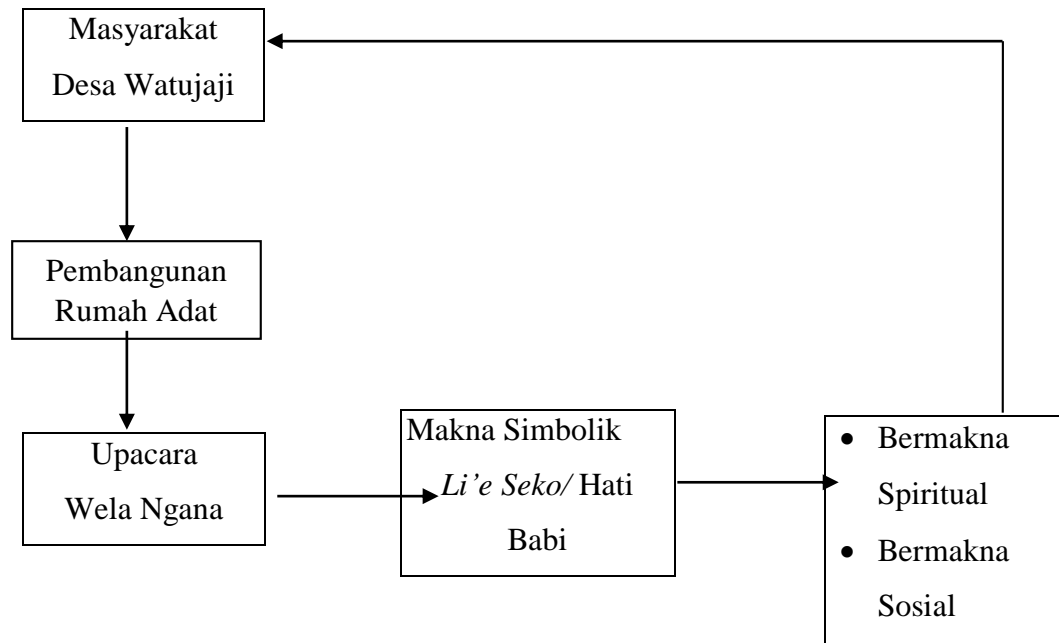 Masyarakat
Desa Watujaji
Pembangunan
Rumah Adat
Upacara
Wela Ngana
Makna Simbolik
Li’e Seko/ Hati
Babi
• Bermakna
Spiritual
• Bermakna
Sosial